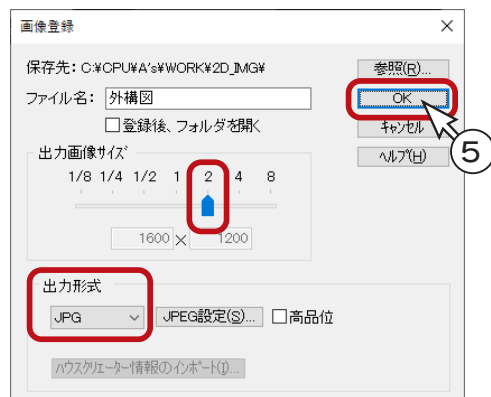 画像登録
保存先: C:¥CPU¥A's¥WORK¥2D_IMG¥
参照(R)...
ファイル名: 外構図
OK
□登録後、フォルダを開く
キャンセル
5
出力画像サイズ
ヘルプ(H)
1/8 1/4 1/2 1 2 4 8
1600 × 1200
出力形式
JPG JPEG設定(S)... □高品位
ハウスクリエーター情報のインポート(I)...